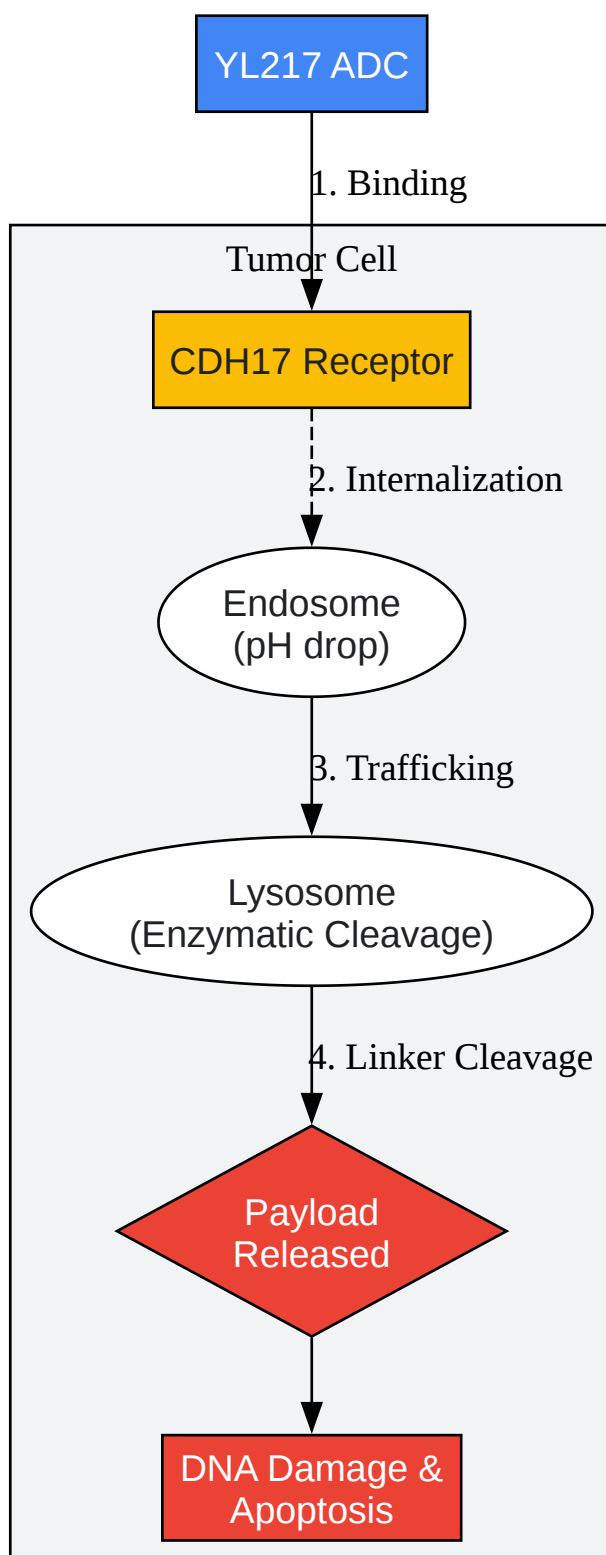 YL217 ADC
1. Binding
Tumor Cell
CDH17 Receptor
2. Internalization
Endosome
(pH drop)
3. Trafficking
Lysosome
(Enzymatic Cleavage)
4. Linker Cleavage
Payload
Released
DNA Damage &
Apoptosis